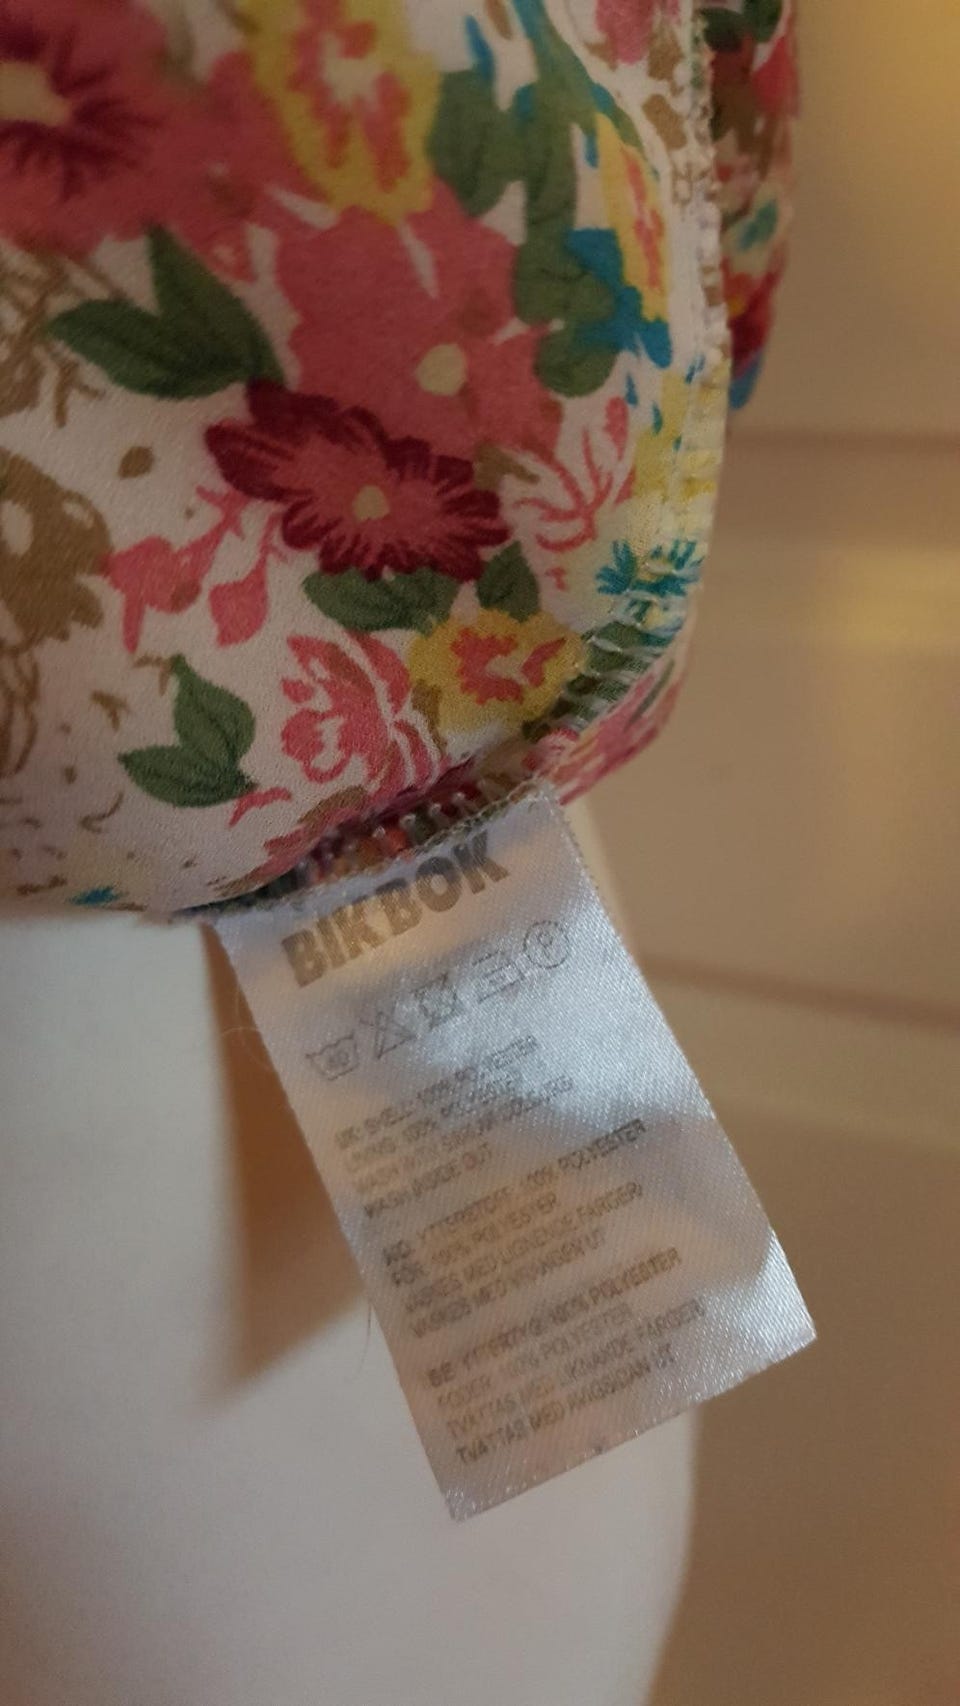 BIKBOK
40 P
UK: SHELL: 100% POLYESTER
LINING: 100% POLYESTER
WASH WITH SIMILAR COLOURS
WASH INSIDE OUT
NO: YTTERSTOFF: 100% POLYESTER
FÔR: 100% POLYESTER
VASKES MED LIGNENDE FARGER
VASKES MED VRANGEN UT
SE: YTTERTYG: 100% POLYESTER
FODER: 100% POLYESTER
TVÄTTAS MED LIKNANDE FÄRGER
TVÄTTAS MED AVIGSIDAN UT